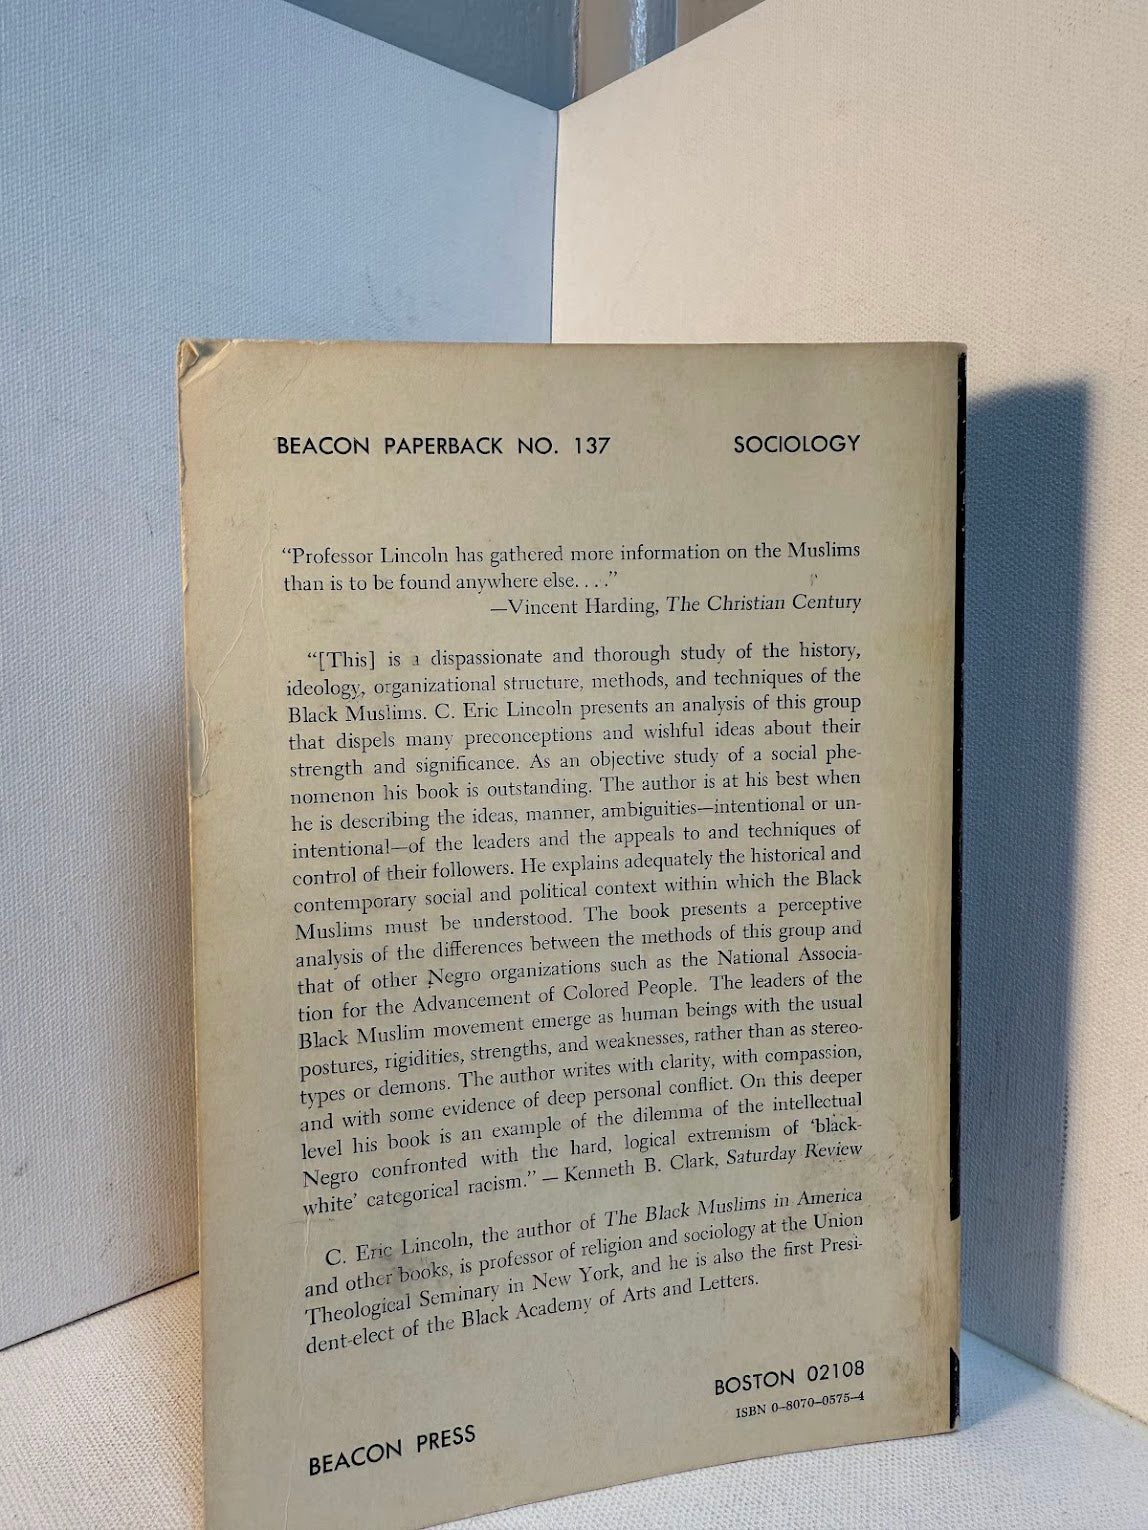 BEACON PAPERBACK NO. 137 SOCIOLOGY
“Professor Lincoln has gathered more information on the Muslims
than is to be found anywhere else. . . .”
—Vincent Harding, The Christian Century
“[This] is a dispassionate and thorough study of the history,
ideology, organizational structure, methods, and techniques of the
Black Muslims. C. Eric Lincoln presents an analysis of this group
that dispels many preconceptions and wishful ideas about their
strength and significance. As an objective study of a social phe-
nomenon his book is outstanding. The author is at his best when
he is describing the ideas, manner, ambiguities—intentional or un-
intentional—of the leaders and the appeals to and techniques of
control of their followers. He explains adequately the historical and
contemporary social and political context within which the Black
Muslims must be understood. The book presents a perceptive
analysis of the differences between the methods of this group and
that of other Negro organizations such as the National Associa-
tion for the Advancement of Colored People. The leaders of the
Black Muslim movement emerge as human beings with the usual
postures, rigidities, strengths, and weaknesses, rather than as stereo-
types or demons. The author writes with clarity, with compassion,
and with some evidence of deep personal conflict. On this deeper
level his book is an example of the dilemma of the intellectual
Negro confronted with the hard, logical extremism of ‘black-
white’ categorical racism.” — Kenneth B. Clark, Saturday Review
C. Eric Lincoln, the author of The Black Muslims in America
and other books, is professor of religion and sociology at the Union
Theological Seminary in New York, and he is also the first Presi-
dent-elect of the Black Academy of Arts and Letters.
BEACON PRESS BOSTON 02108
ISBN 0–8070–0575–4